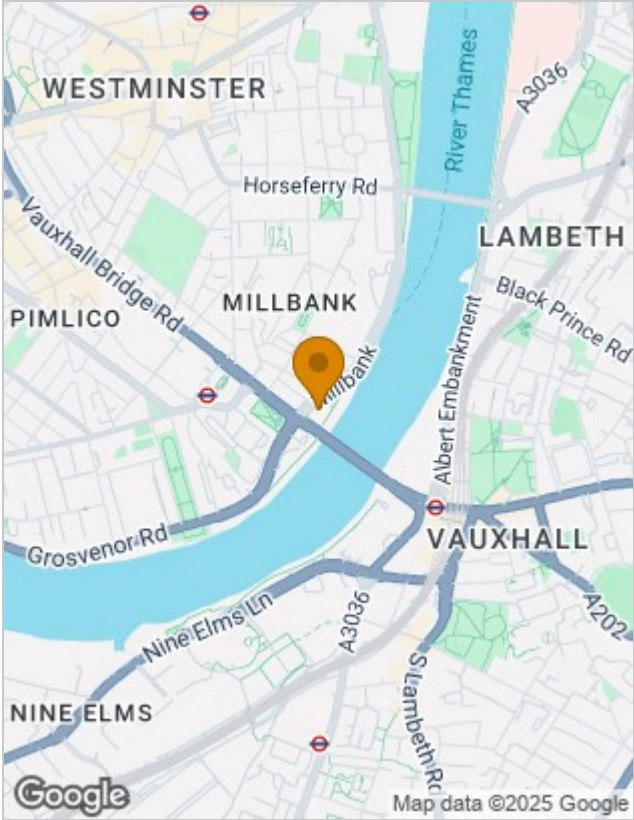 WESTMINSTER
River Thames
A3036
Horseferry Rd
Vauxhall Bridge Rd
LAMBETH
MILLBANK
PIMLICO
Black Prince Rd
Millbank
Albert Embankment
Grosvenor Rd
VAUXHALL
Nine Elms Ln
A3036
A202
S Lambeth Rd
NINE ELMS
Google
Map data ©2025 Google